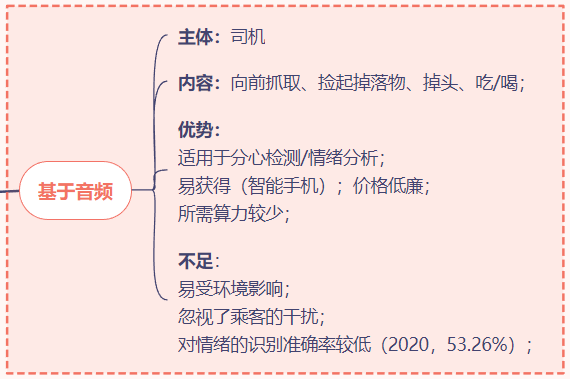 主体：司机
内容：向前抓取、捡起掉落物、掉头、吃/喝；
优势：
适用于分心检测/情绪分析；
易获得（智能手机）；价格低廉；
所需算力较少；
基于音频
不足：
易受环境影响；
忽视了乘客的干扰；
对情绪的识别准确率较低（2020，53.26%）；